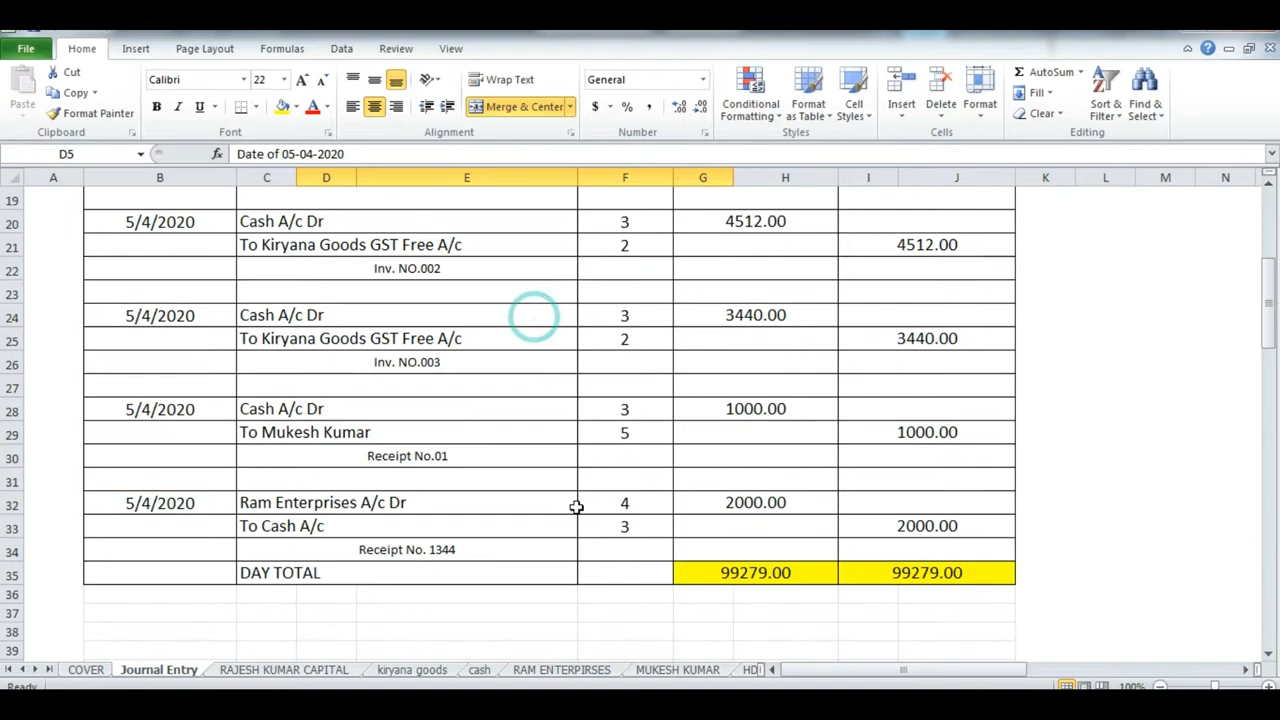 File Home Insert Page Layout Formulas Data Review View
Cut Calibri 22 Wrap Text General AutoSum
Copy Fill
Paste Format Painter B I U Merge & Center $ % , Conditional Formatting Format as Table Cell Styles Insert Delete Format Clear Sort & Filter Find & Select
Clipboard Font Alignment Number Styles Cells Editing
D5 fx Date of 05-04-2020
A B C D E F G H I J K L M N
19
20 5/4/2020 Cash A/c Dr 3 4512.00
21 To Kiryana Goods GST Free A/c 2 4512.00
22 Inv. NO.002
23
24 5/4/2020 Cash A/c Dr 3 3440.00
25 To Kiryana Goods GST Free A/c 2 3440.00
26 Inv. NO.003
27
28 5/4/2020 Cash A/c Dr 3 1000.00
29 To Mukesh Kumar 5 1000.00
30 Receipt No.01
31
32 5/4/2020 Ram Enterprises A/c Dr 4 2000.00
33 To Cash A/c 3 2000.00
34 Receipt No. 1344
35 DAY TOTAL 99279.00 99279.00
36
37
38
39
COVER Journal Entry RAJESH KUMAR CAPITAL kiryana goods cash RAM ENTERPIRSES MUKESH KUMAR HD
Ready 100%